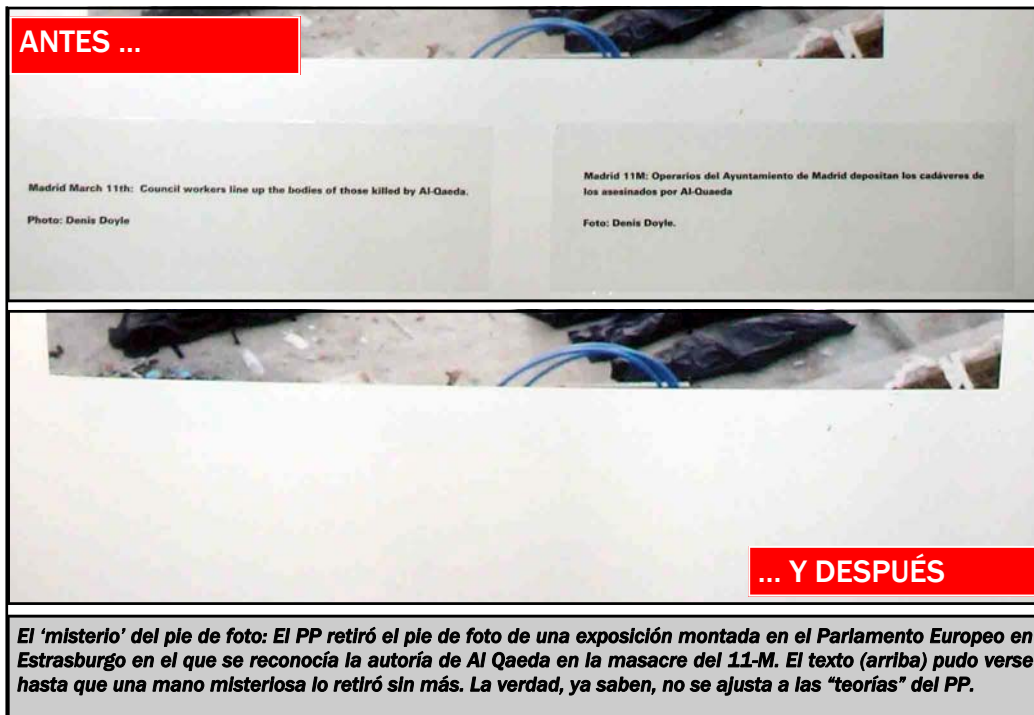 ANTES ...
Madrid March 11th: Council workers line up the bodies of those killed by Al-Qaeda.
Photo: Denis Doyle
Madrid 11M: Operarios del Ayuntamiento de Madrid depositan los cadáveres de
los asesinados por Al-Quaeda
Foto: Denis Doyle.
... Y DESPUÉS
El ‘misterio’ del pie de foto: El PP retiró el pie de foto de una exposición montada en el Parlamento Europeo en
Estrasburgo en el que se reconocía la autoría de Al Qaeda en la masacre del 11-M. El texto (arriba) pudo verse
hasta que una mano misteriosa lo retiró sin más. La verdad, ya saben, no se ajusta a las “teorías” del PP.